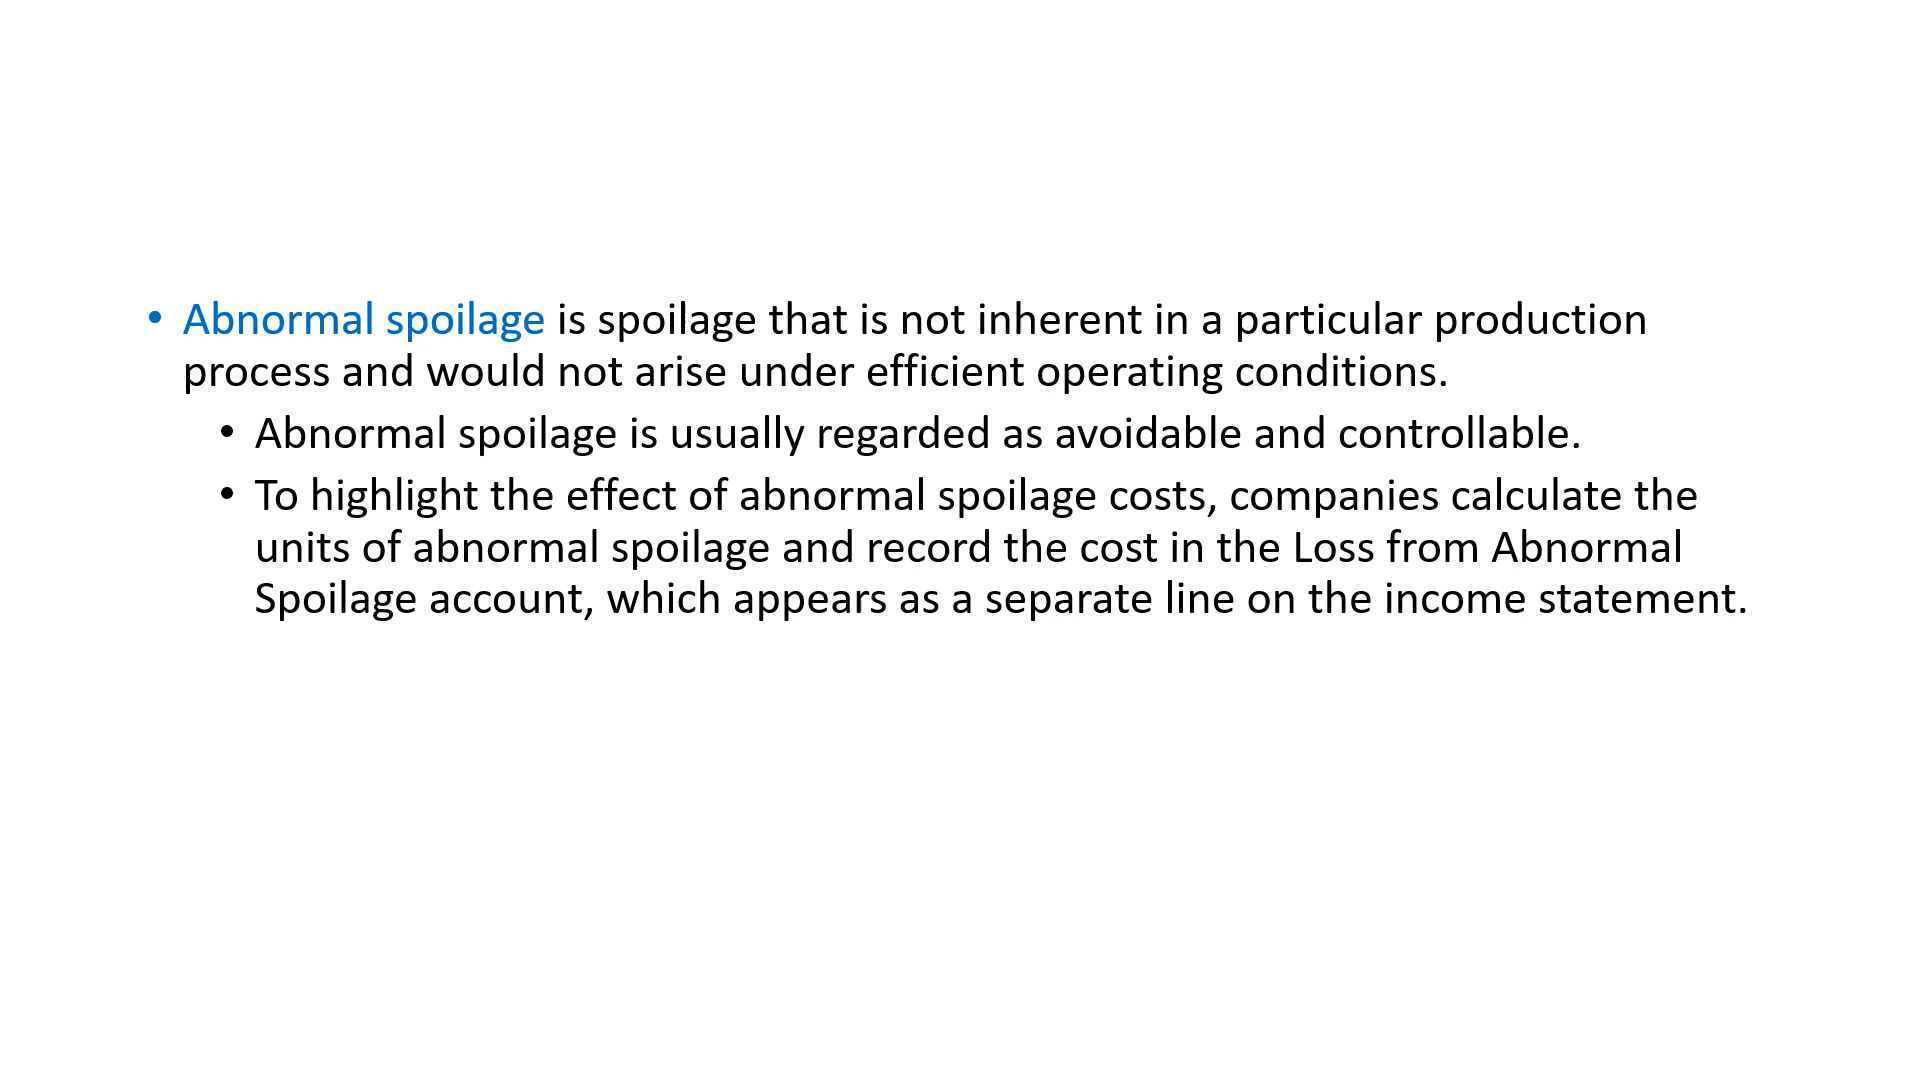 • Abnormal spoilage is spoilage that is not inherent in a particular production
process and would not arise under efficient operating conditions.
• Abnormal spoilage is usually regarded as avoidable and controllable.
• To highlight the effect of abnormal spoilage costs, companies calculate the
units of abnormal spoilage and record the cost in the Loss from Abnormal
Spoilage account, which appears as a separate line on the income statement.